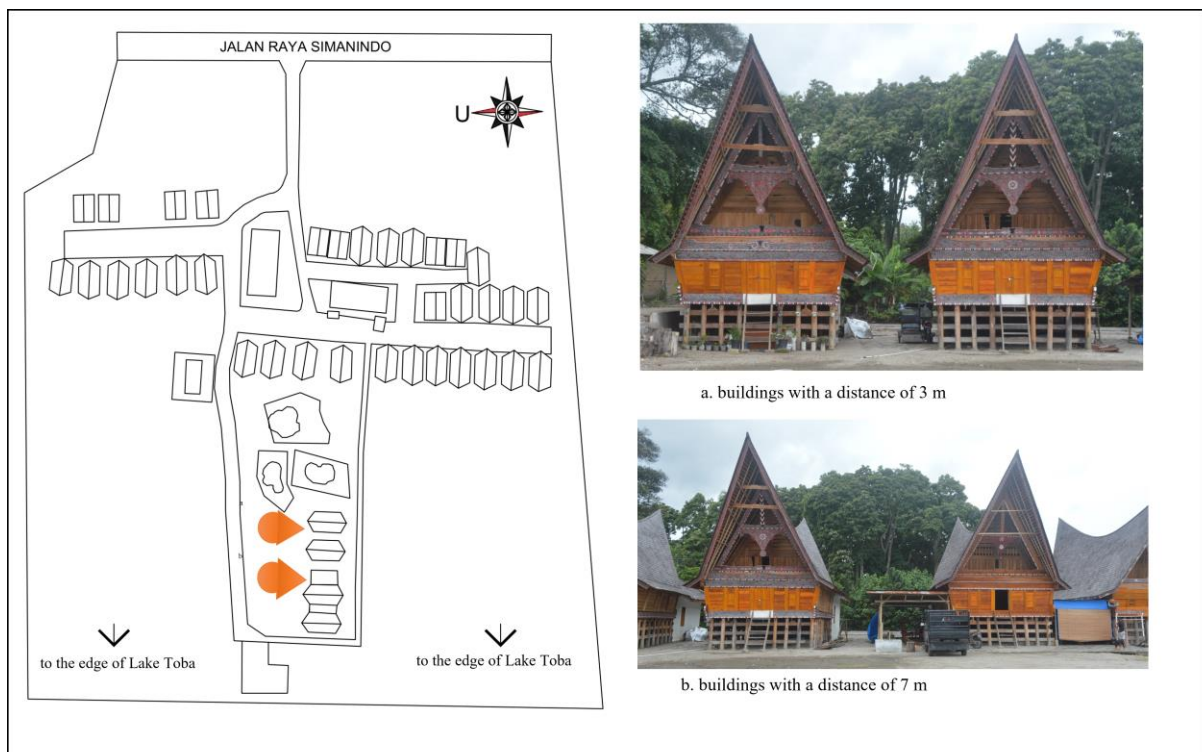 JALAN RAYA SIMANINDO
U
to the edge of Lake Toba
to the edge of Lake Toba
a. buildings with a distance of 3 m
b. buildings with a distance of 7 m